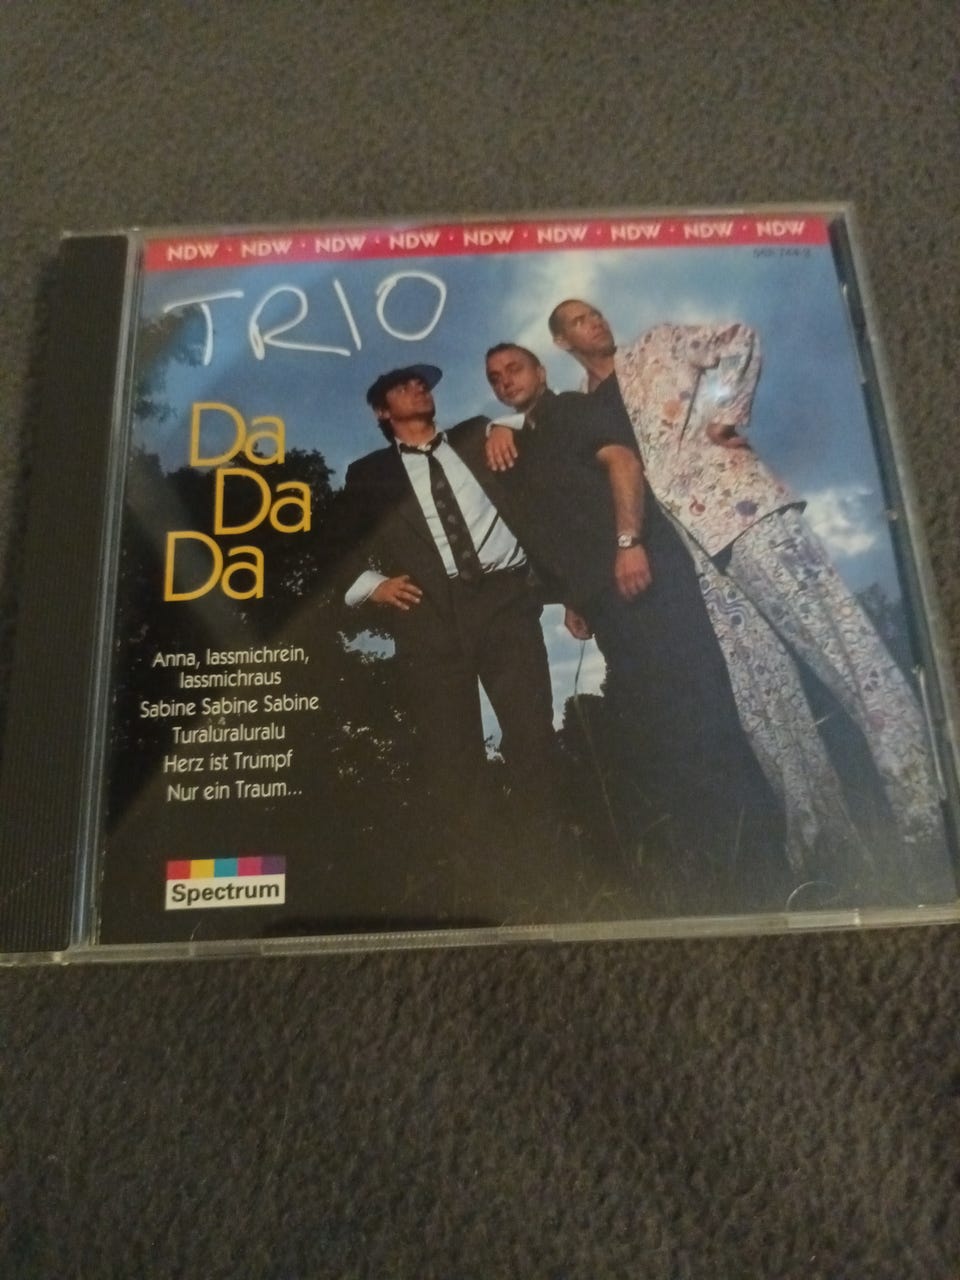 NDW · NDW · NDW · NDW · NDW · NDW · NDW · NDW · NDW
TRIO
Da
Da
Da
Anna, lassmichrein,
lassmichraus
Sabine Sabine Sabine
Turaluraluralu
Herz ist Trumpf
Nur ein Traum...
Spectrum